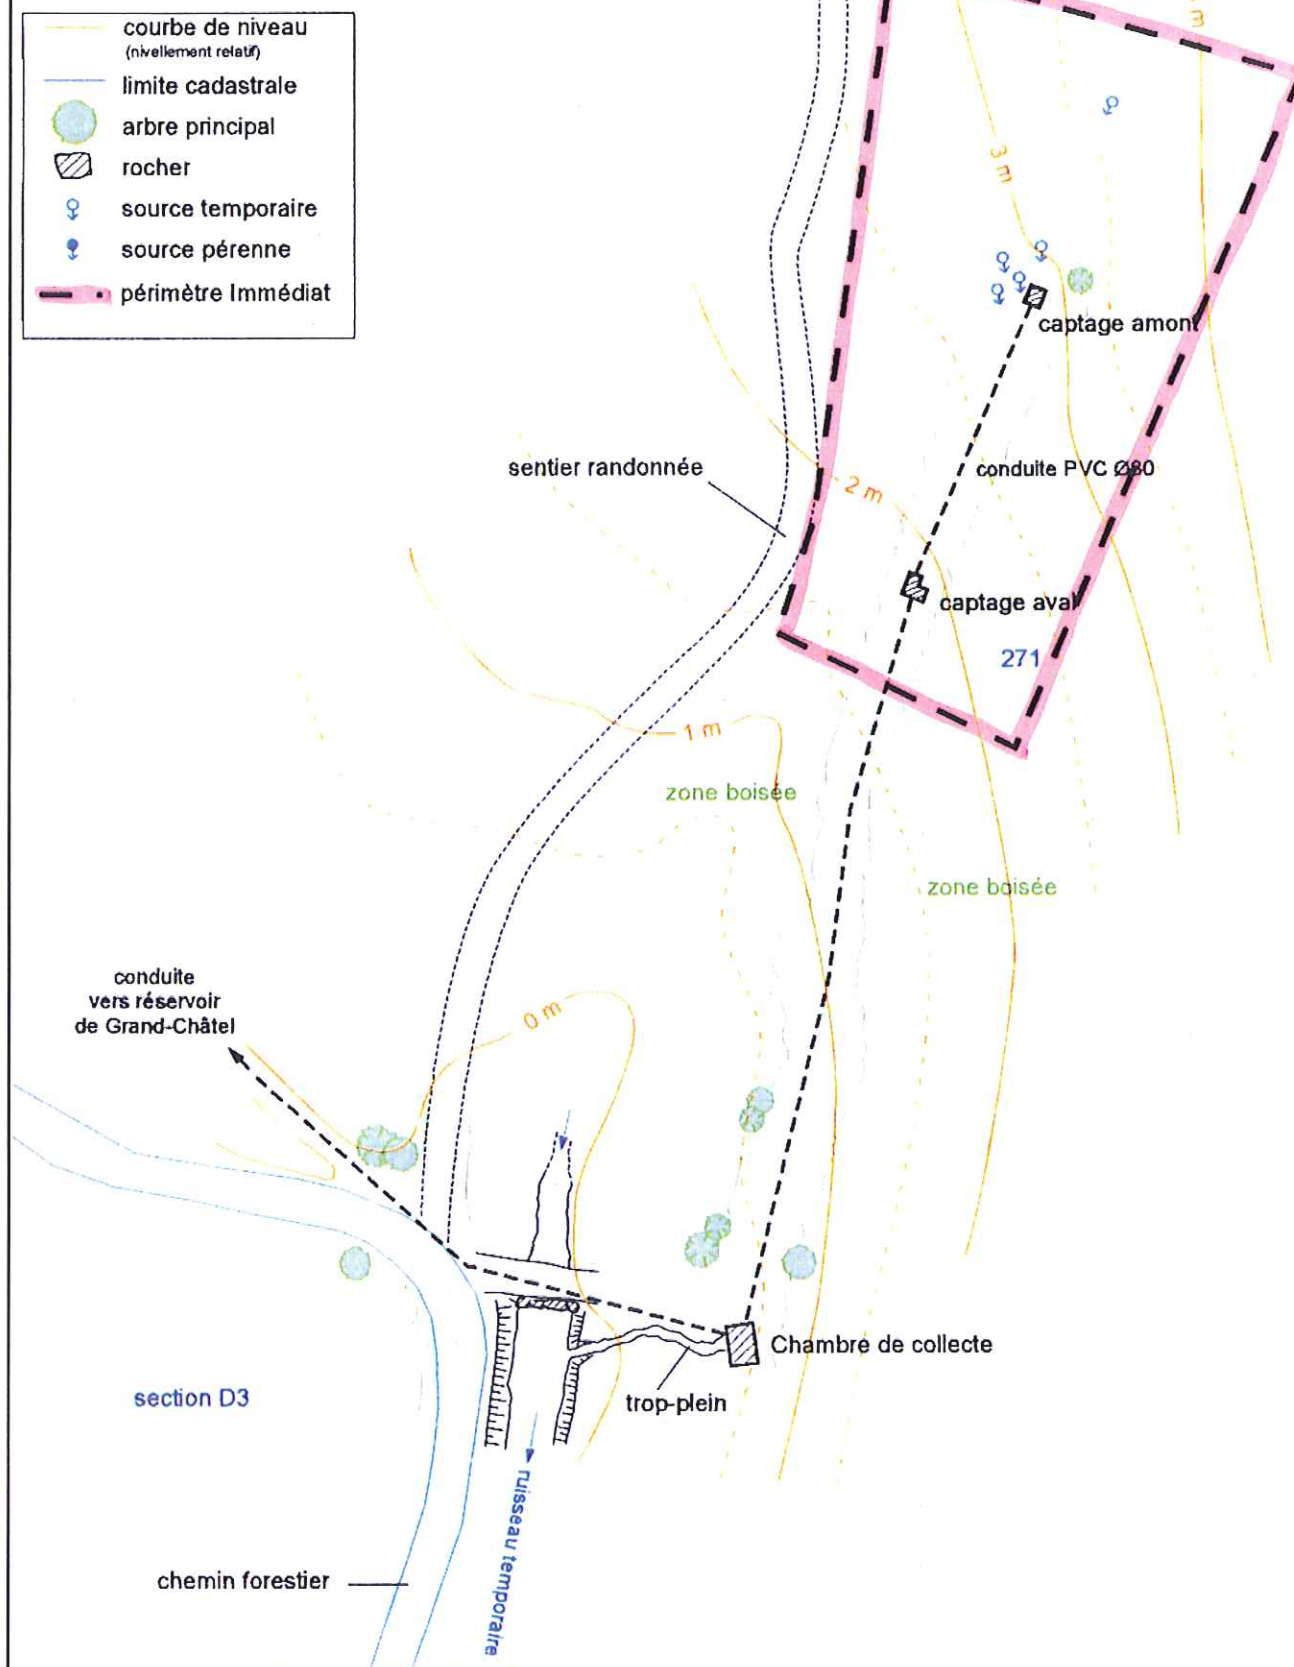 courbe de niveau
(nivellement relatif)
limite cadastrale
arbre principal
rocher
source temporaire
source pérenne
périmètre Immédiat
3
3 m
captage amont
sentier randonnée
conduite PVC Ø80
2 m
captage aval
271
1 m
zone boisée
zone boisée
conduite
vers réservoir
de Grand-Châtel
0 m
Chambre de collecte
section D3
trop-plein
ruisseau temporaire
chemin forestier